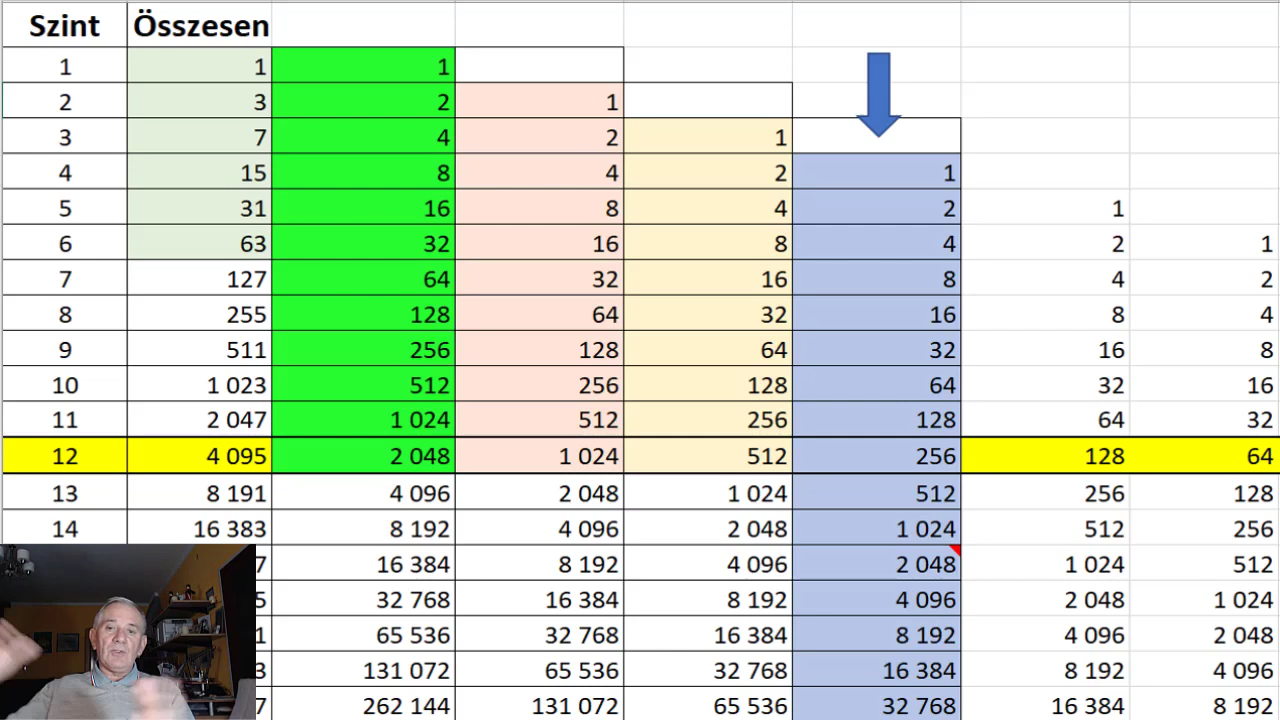 Szint Összesen
1 1 1
2 3 2 1
3 7 4 2 1
4 15 8 4 2 1
5 31 16 8 4 2 1
6 63 32 16 8 4 2 1
7 127 64 32 16 8 4 2
8 255 128 64 32 16 8 4
9 511 256 128 64 32 16 8
10 1 023 512 256 128 64 32 16
11 2 047 1 024 512 256 128 64 32
12 4 095 2 048 1 024 512 256 128 64
13 8 191 4 096 2 048 1 024 512 256 128
14 16 383 8 192 4 096 2 048 1 024 512 256
7 16 384 8 192 4 096 2 048 1 024 512
5 32 768 16 384 8 192 4 096 2 048 1 024
1 65 536 32 768 16 384 8 192 4 096 2 048
3 131 072 65 536 32 768 16 384 8 192 4 096
7 262 144 131 072 65 536 32 768 16 384 8 192